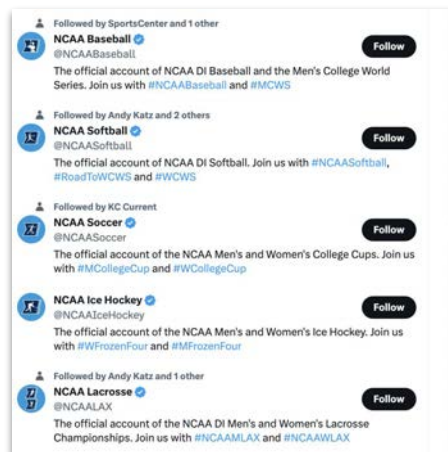 Followed by SportsCenter and 1 other
NCAA Baseball
@NCAABaseball
Follow
The official account of NCAA DI Baseball and the Men's College World
Series. Join us with #NCAABaseball and #MCWS
Followed by Andy Katz and 2 others
NCAA Softball
@NCAASoftball
Follow
The official account of NCAA DI Softball. Join us with #NCAASoftball,
#RoadToWCWS and #WCWS
Followed by KC Current
NCAA Soccer
@NCAASoccer
Follow
The official account of the NCAA Men's and Women's College Cups. Join us
with #MCollegeCup and #WCollegeCup
NCAA Ice Hockey
@NCAAIceHockey
Follow
The official account of the NCAA Men's and Women's Ice Hockey. Join us
with #WFrozenFour and #MFrozenFour
Followed by Andy Katz and 1 other
NCAA Lacrosse
@NCAALAX
Follow
The official account of the NCAA DI Men's and Women's Lacrosse
Championships. Join us with #NCAAMLAX and #NCAAWLAX